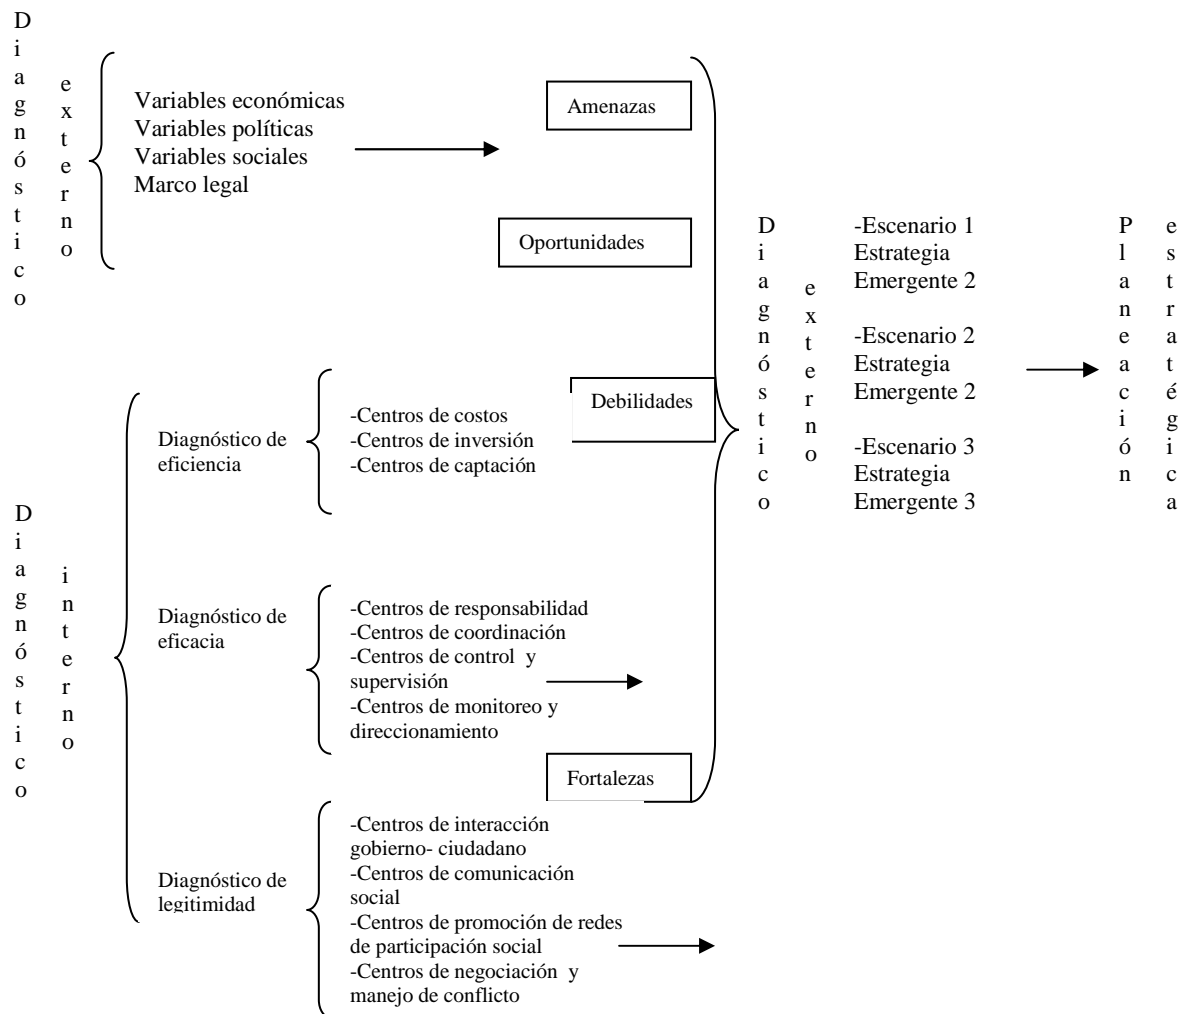 Diagnóstico
externo
Variables económicas
Variables políticas
Variables sociales
Marco legal
Amenazas
Oportunidades
Diagnóstico
interno
Diagnóstico de
eficiencia
-Centros de costos
-Centros de inversión
-Centros de captación
Debilidades
Diagnóstico de
eficacia
-Centros de responsabilidad
-Centros de coordinación
-Centros de control y
supervisión
-Centros de monitoreo y
direccionamiento
Fortalezas
Diagnóstico de
legitimidad
-Centros de interacción
gobierno- ciudadano
-Centros de comunicación
social
-Centros de promoción de redes
de participación social
-Centros de negociación y
manejo de conflicto
Diagnóstico
externo
-Escenario 1
Estrategia
Emergente 2
-Escenario 2
Estrategia
Emergente 2
-Escenario 3
Estrategia
Emergente 3
Planeación
estratégica